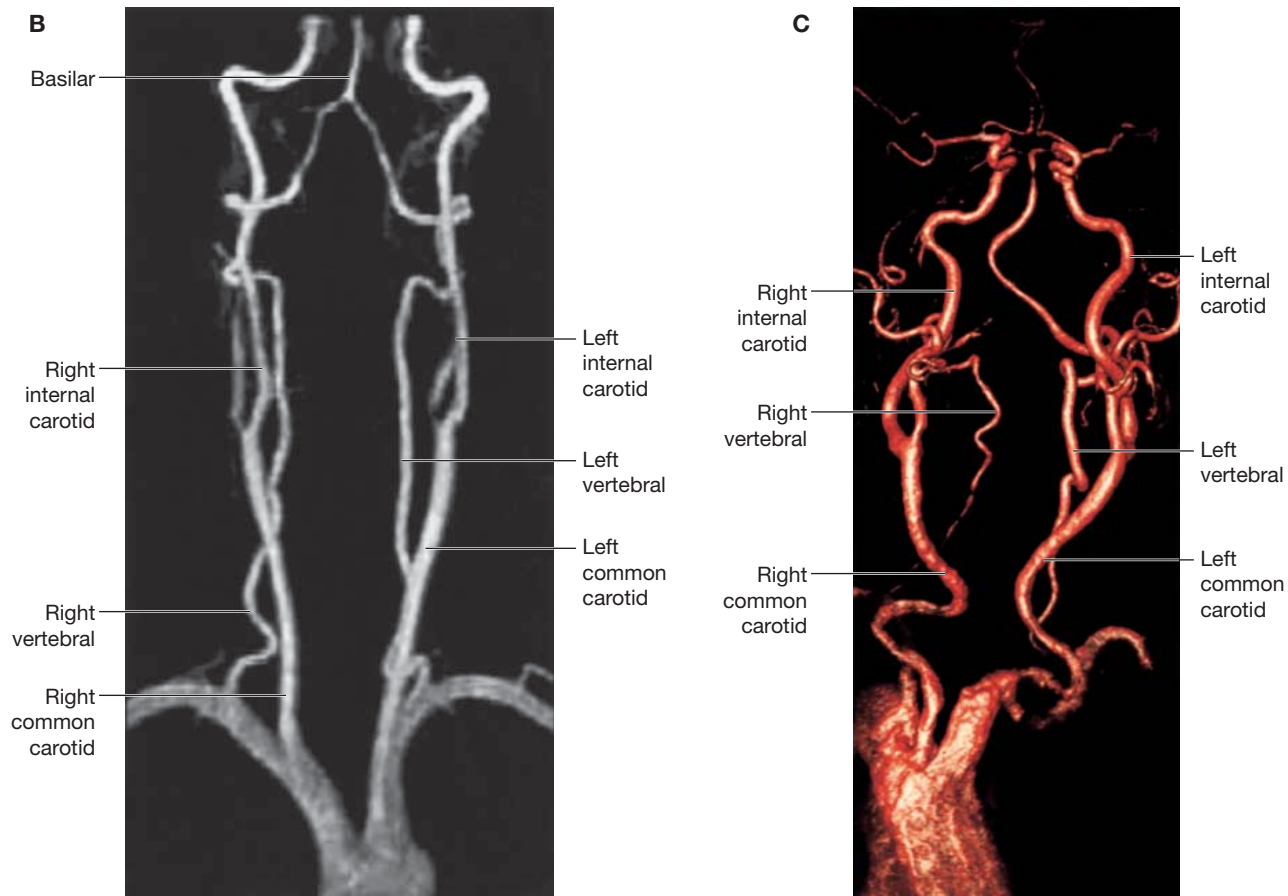 B
Basilar
Right
internal
carotid
Right
vertebral
Right
common
carotid
Left
internal
carotid
Left
vertebral
Left
common
carotid
C
Right
internal
carotid
Right
vertebral
Right
common
carotid
Left
internal
carotid
Left
vertebral
Left
common
carotid